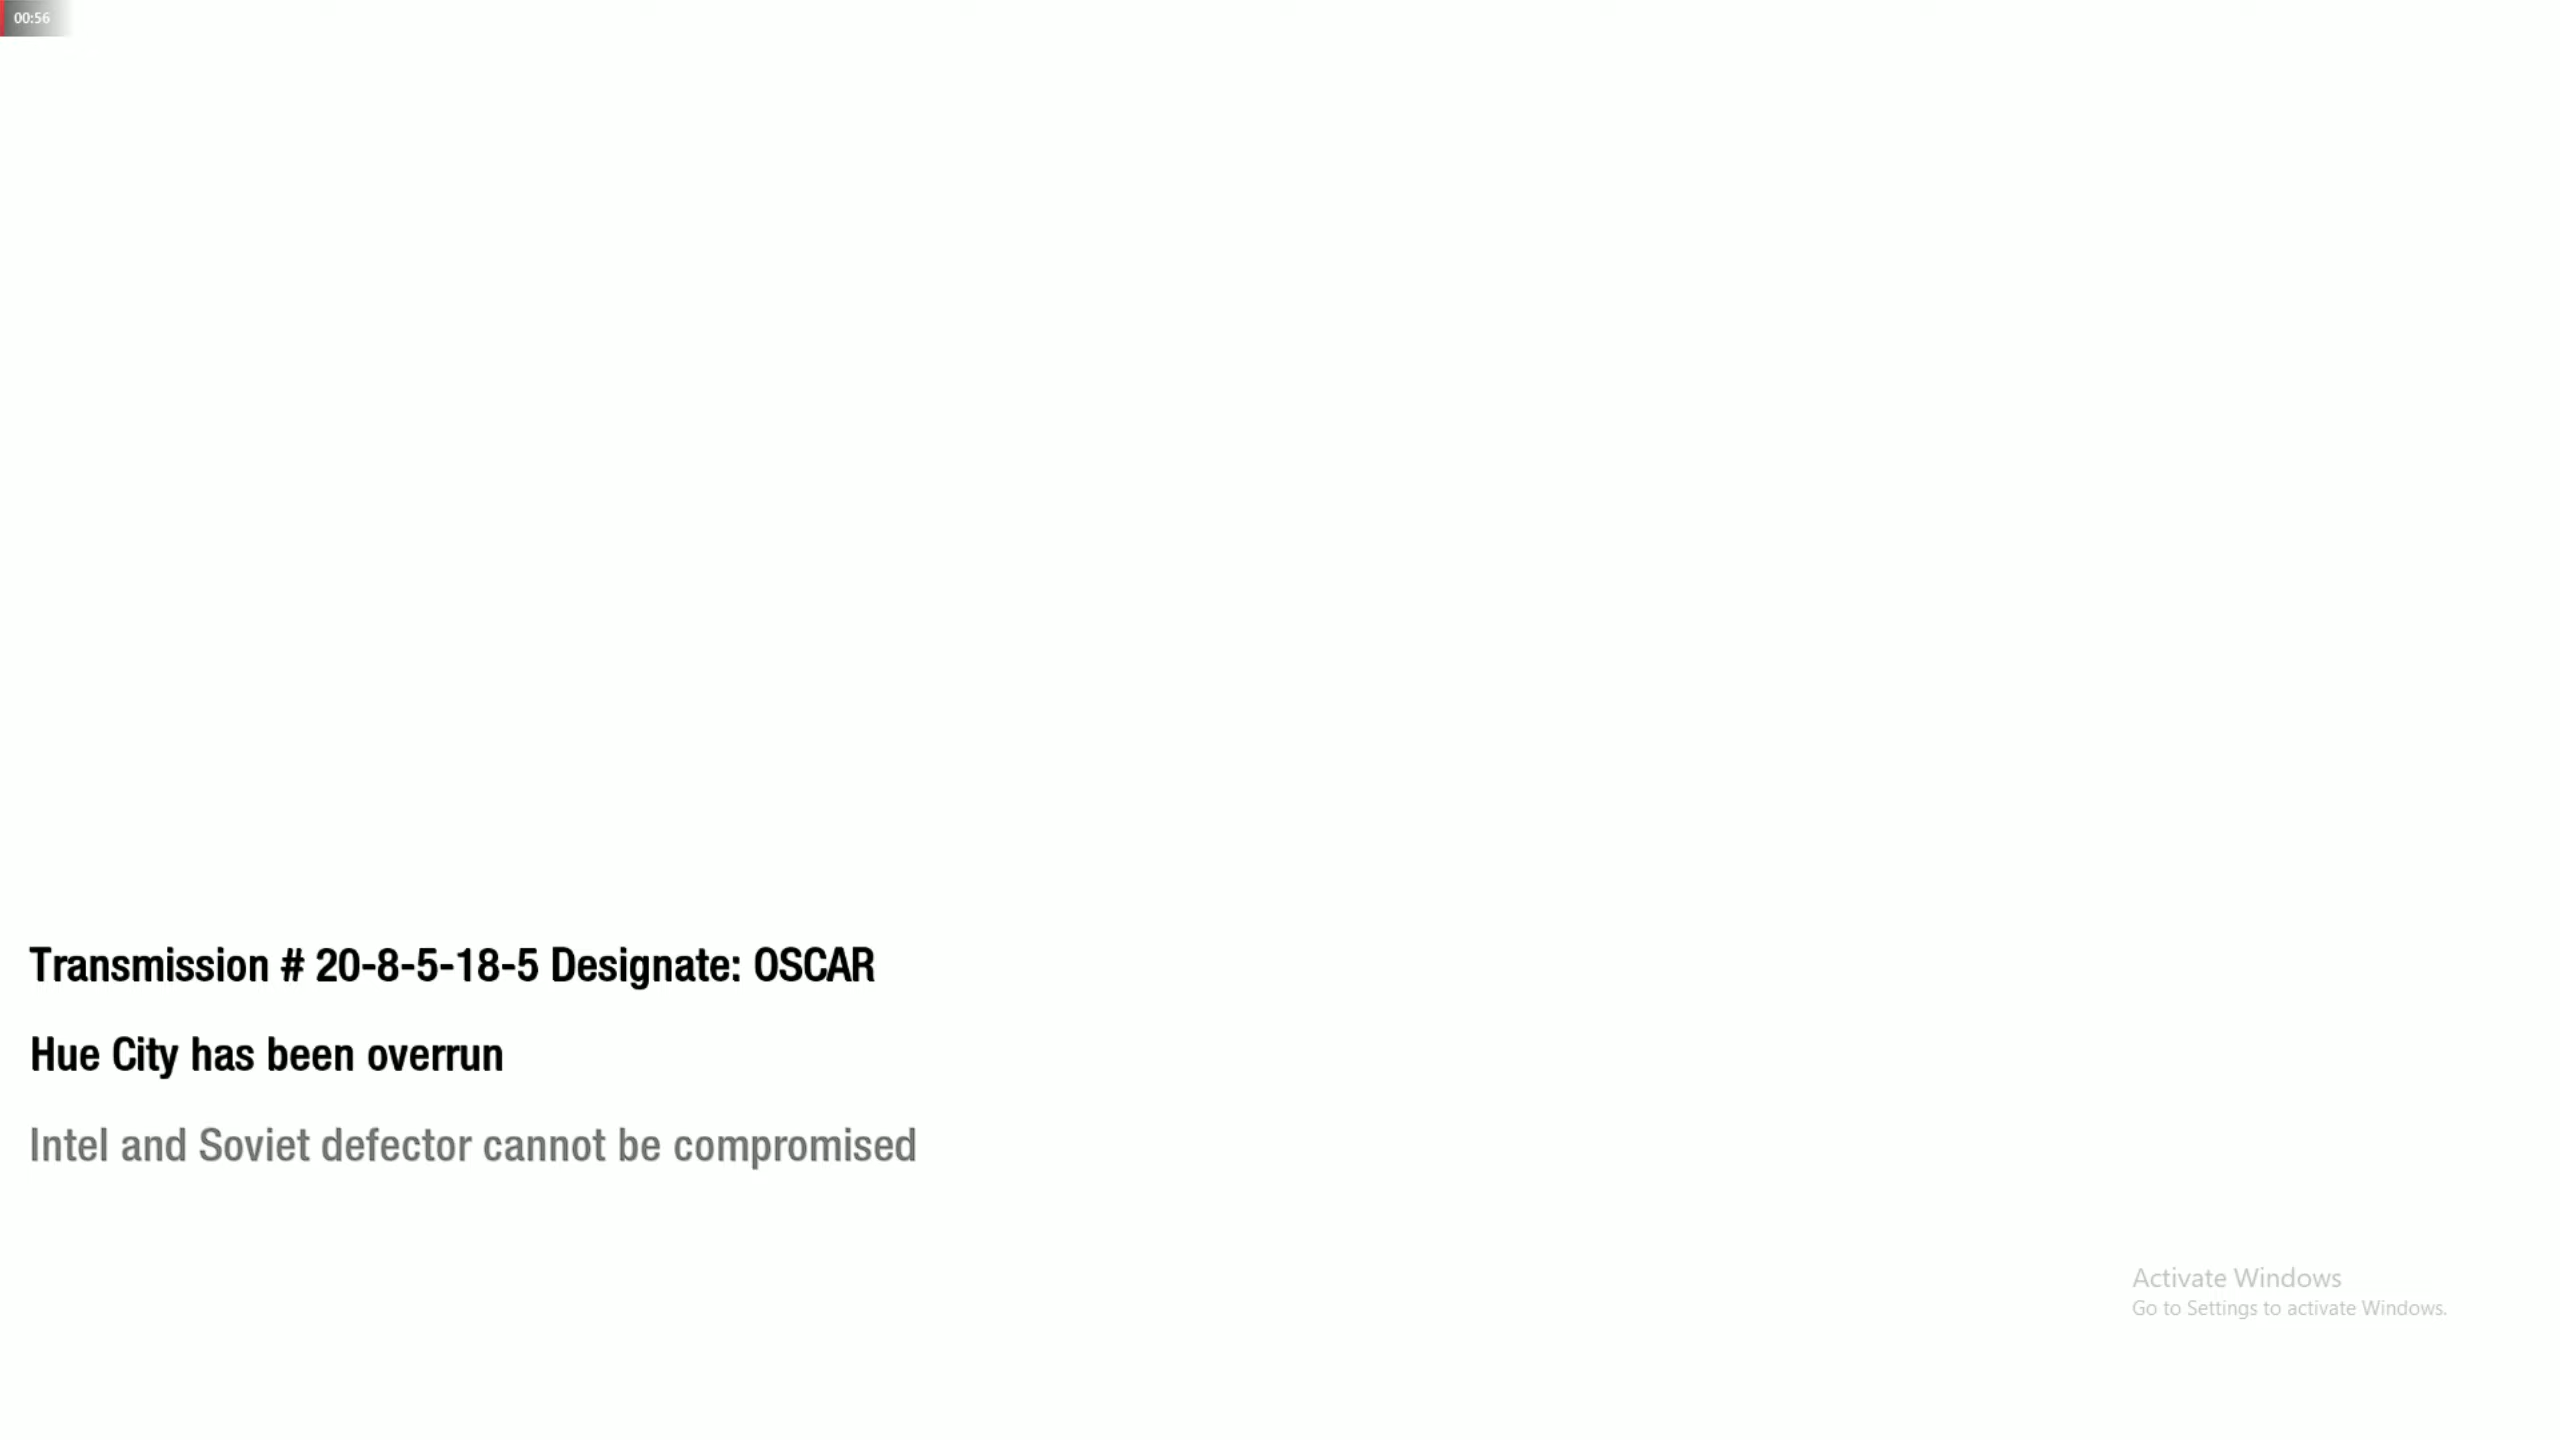 00:56
Transmission # 20-8-5-18-5 Designate: OSCAR
Hue City has been overrun
Intel and Soviet defector cannot be compromised
Activate Windows
Go to Settings to activate Windows.